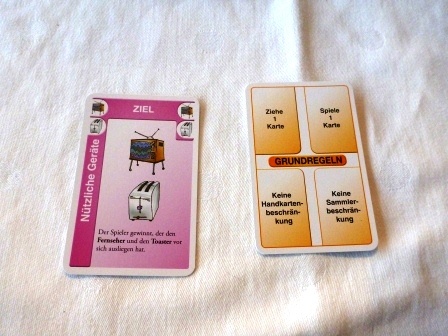 ZIEL
Nützliche Geräte
Der Spieler gewinnt, der den
Fernseher und den Toaster vor
sich ausliegen hat.
Ziehe
1
Karte
Spiele
1
Karte
GRUNDREGELN
Keine
Handkarten-
beschrän-
kung
Keine
Sammler-
beschrän-
kung